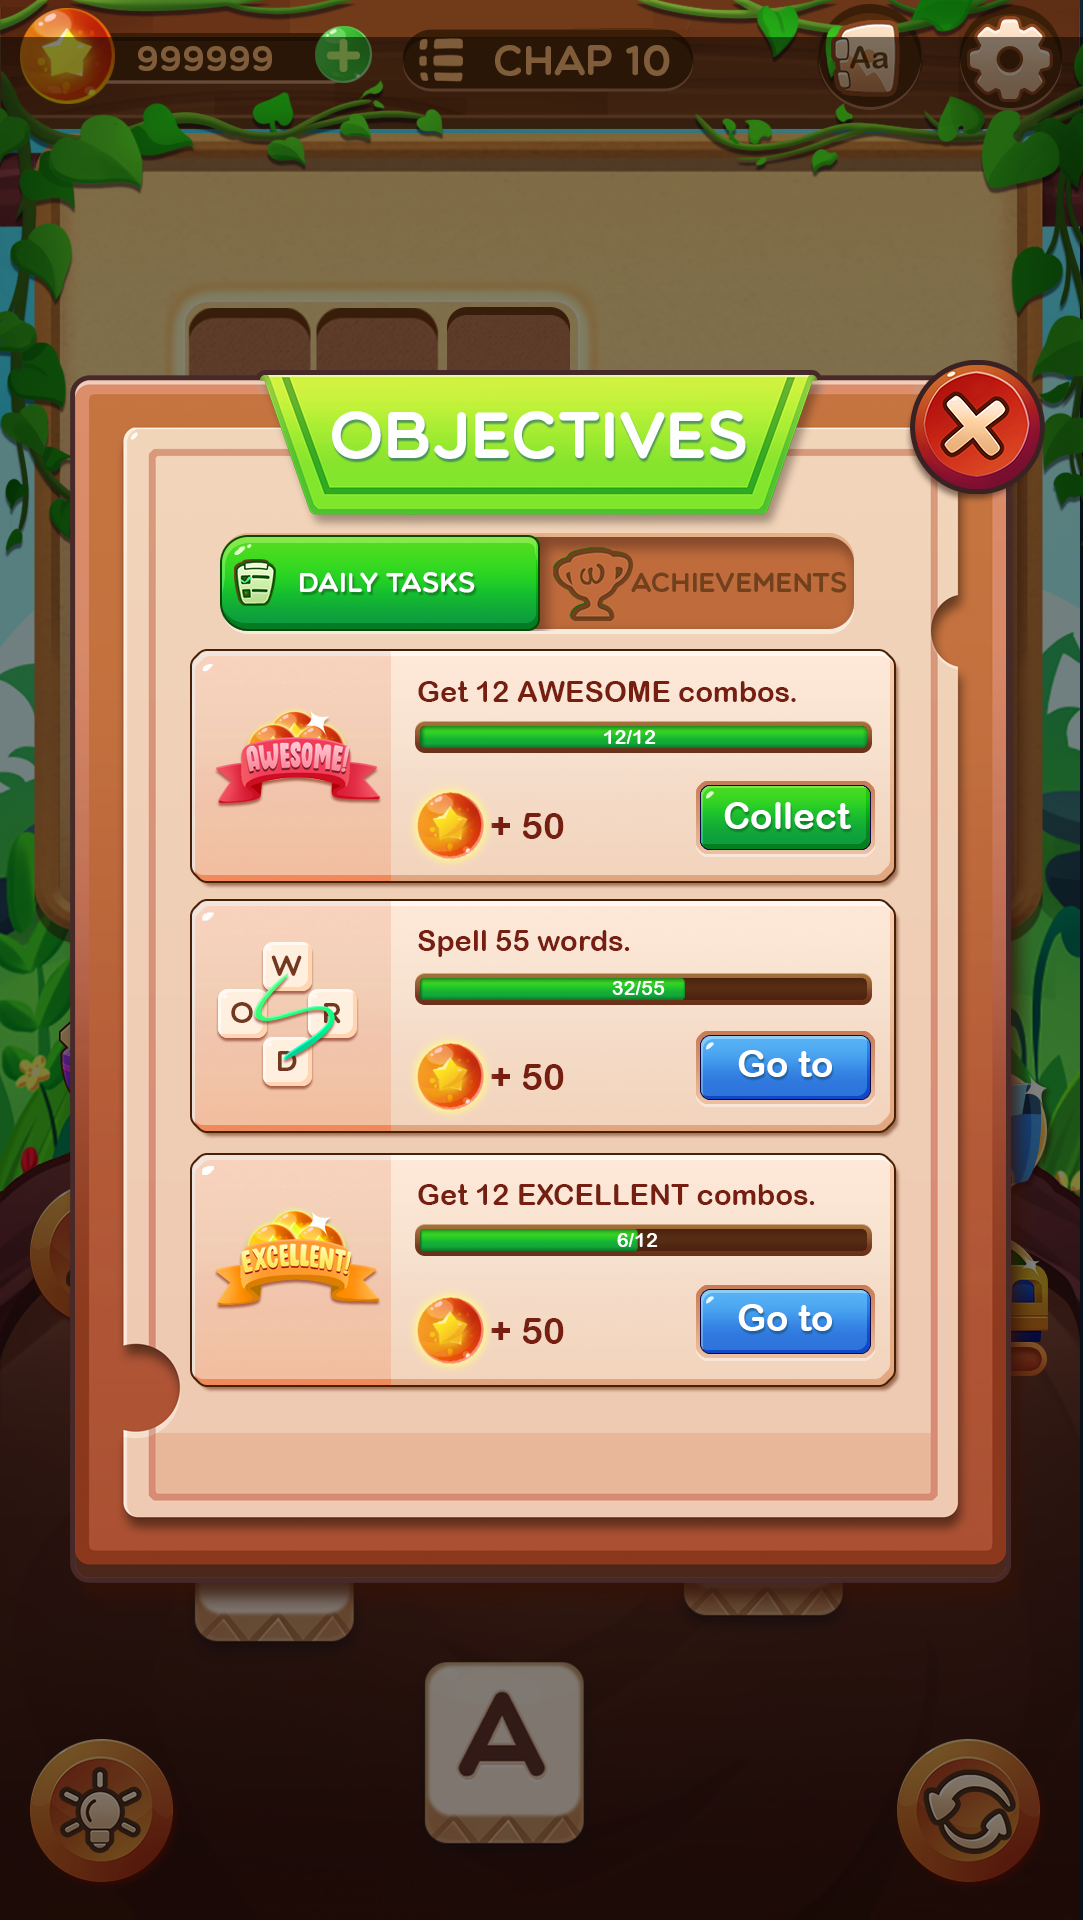 999999
CHAP 10
Aa
OBJECTIVES
DAILY TASKS
ACHIEVEMENTS
Get 12 AWESOME combos.
AWESOME!
12/12
+ 50
Collect
Spell 55 words.
W
O R
D
32/55
+ 50
Go to
Get 12 EXCELLENT combos.
EXCELLENT!
6/12
+ 50
Go to
A